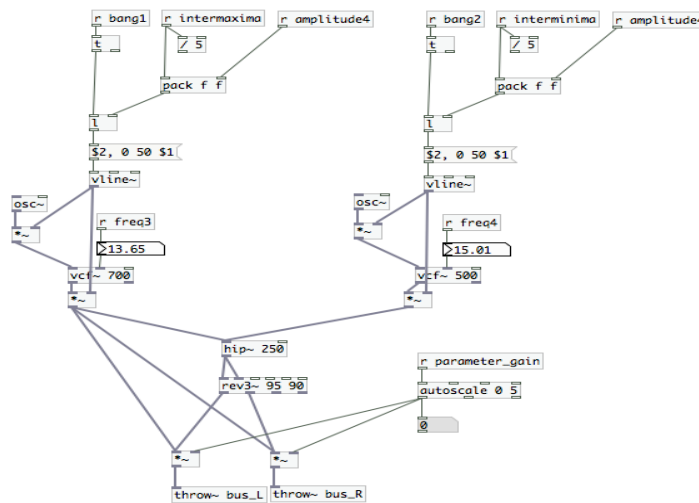 r bang1
r intermaxima
r amplitude4
r bang2
r interminima
r amplitude
t
/ 5
t
/ 5
pack f f
pack f f
l
l
$2, 0 50 $1
$2, 0 50 $1
vline~
vline~
osc~
osc~
r freq3
r freq4
*~
*~
13.65
15.01
vcf~ 700
vcf~ 500
*~
*~
hip~ 250
r parameter_gain
rev3~ 95 90
autoscale 0 5
0
*~
*~
throw~ bus_L
throw~ bus_R